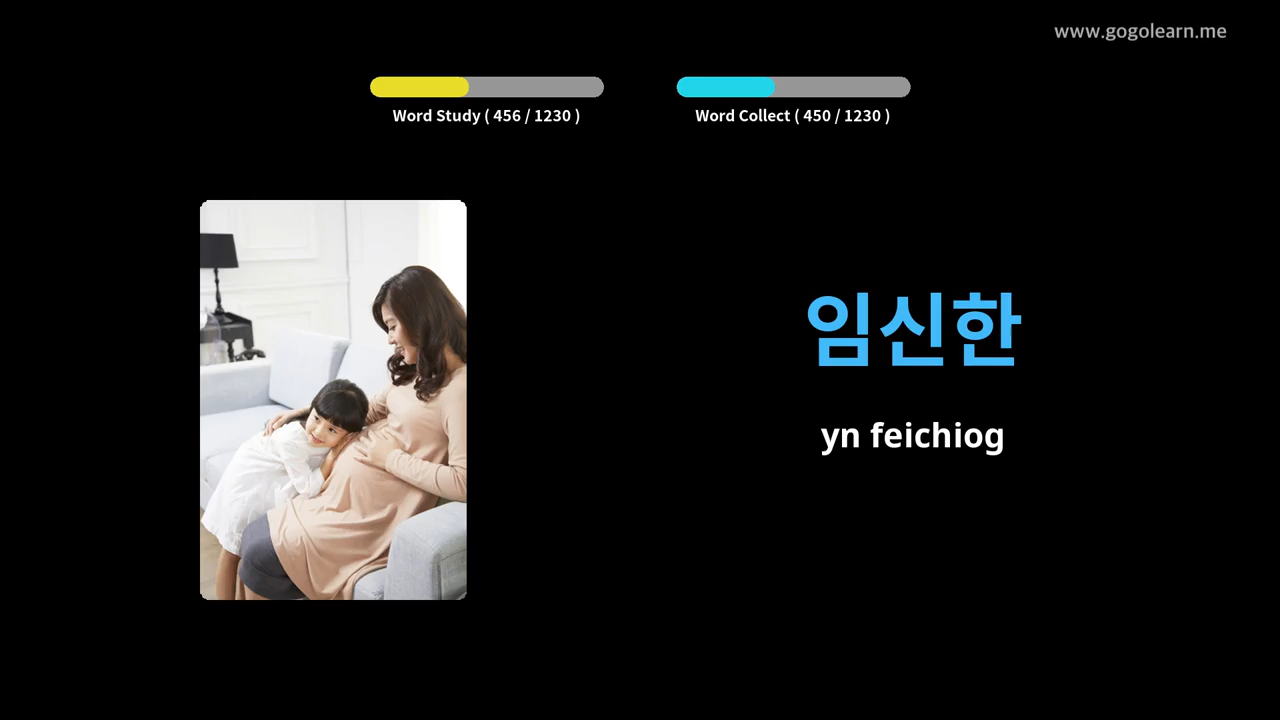 www.gogolearn.me
Word Study ( 456 / 1230 )
Word Collect ( 450 / 1230 )
임신한
yn feichiog